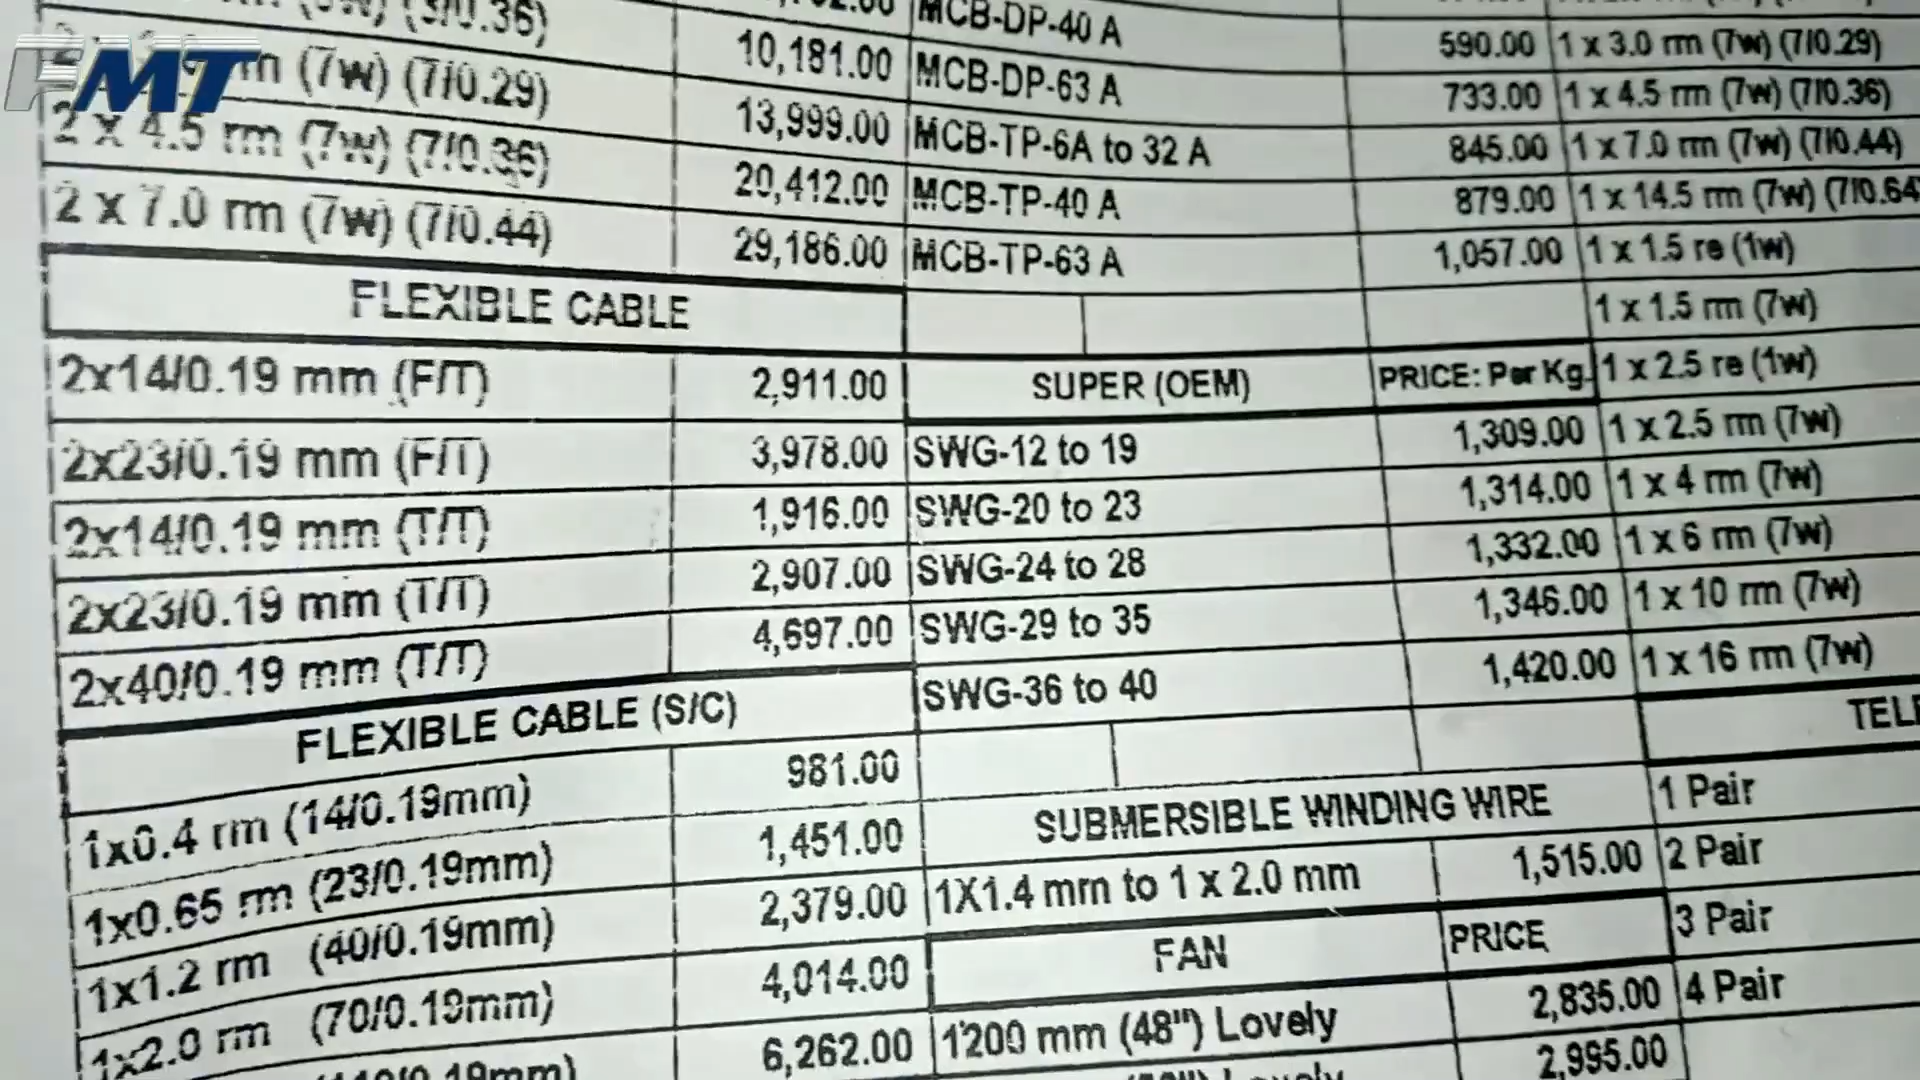 FMT
(3/0.36)
(7w) (7/0.29)
10,181.00
2 x 4.5 rm (7w) (7/0.36)
13,999.00
2 x 7.0 rm (7w) (7/0.44)
20,412.00
29,186.00
FLEXIBLE CABLE
2x14/0.19 mm (F/T) 2,911.00
2x23/0.19 mm (F/T) 3,978.00
2x14/0.19 mm (T/T) 1,916.00
2x23/0.19 mm (T/T) 2,907.00
2x40/0.19 mm (T/T) 4,697.00
FLEXIBLE CABLE (S/C)
1x0.4 rm (14/0.19mm) 981.00
1x0.65 rm (23/0.19mm) 1,451.00
1x1.2 rm (40/0.19mm) 2,379.00
1x2.0 rm (70/0.19mm) 4,014.00
6,262.00
MCB-DP-40 A
MCB-DP-63 A 590.00
MCB-TP-6A to 32 A 733.00
845.00
MCB-TP-40 A 879.00
MCB-TP-63 A 1,057.00
SUPER (OEM) PRICE: Per Kg.
SWG-12 to 19 1,309.00
SWG-20 to 23 1,314.00
SWG-24 to 28 1,332.00
SWG-29 to 35 1,346.00
SWG-36 to 40 1,420.00
SUBMERSIBLE WINDING WIRE
1X1.4 mm to 1 x 2.0 mm 1,515.00
FAN PRICE
1200 mm (48") Lovely 2,835.00
2,995.00
1 x 3.0 rm (7w) (7/0.29)
1 x 4.5 rm (7w) (7/0.36)
1 x 7.0 rm (7w) (7/0.44)
1 x 14.5 rm (7w) (7/0.64
1 x 1.5 re (1w)
1 x 1.5 rm (7w)
1 x 2.5 re (1w)
1 x 2.5 rm (7w)
1 x 4 rm (7w)
1 x 6 rm (7w)
1 x 10 rm (7w)
1 x 16 rm (7w)
TELE
1 Pair
2 Pair
3 Pair
4 Pair